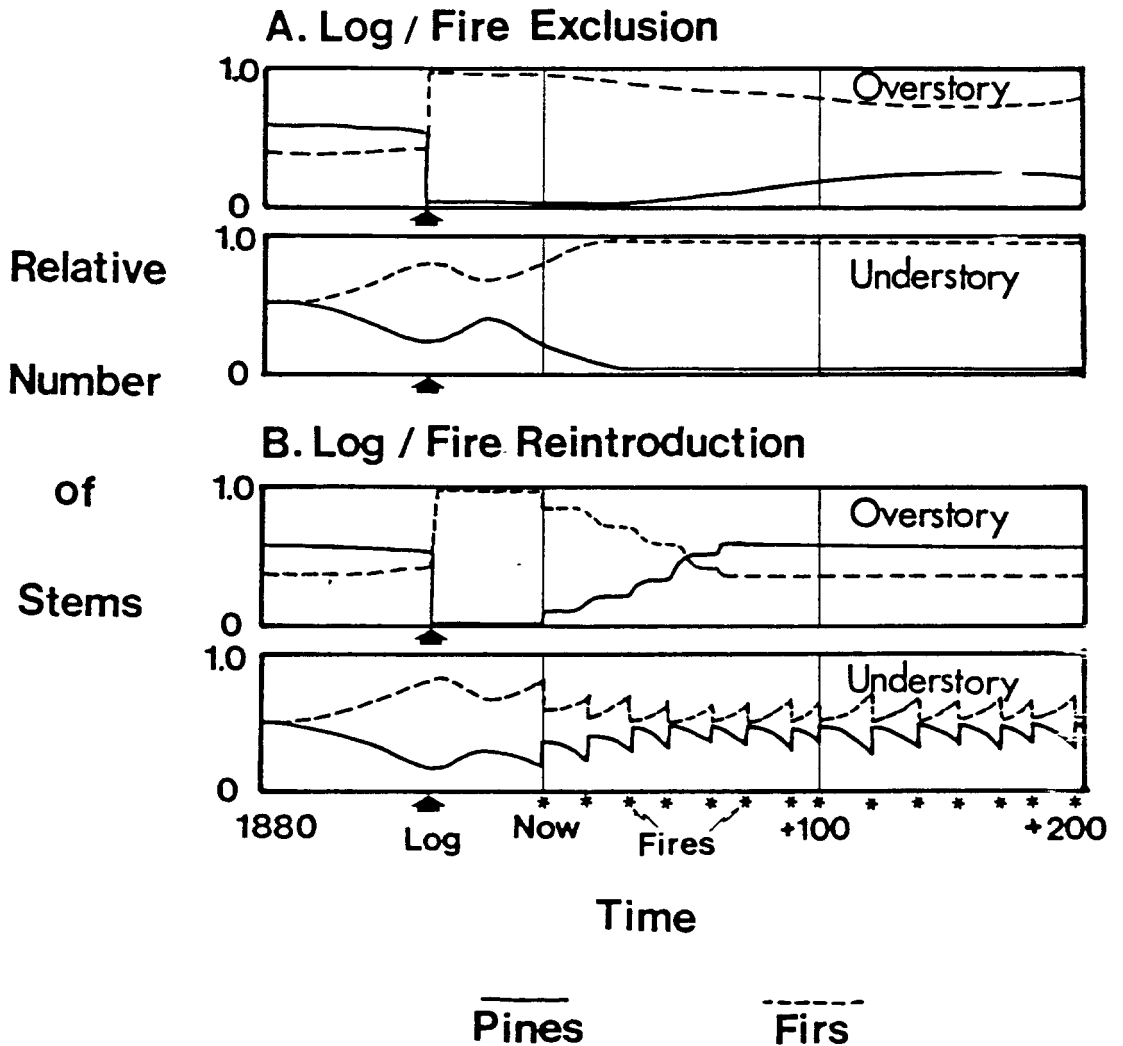 A. Log / Fire Exclusion
1.0
Overstory
0
1.0
Understory
0
Relative
Number
of
Stems
B. Log / Fire Reintroduction
1.0
Overstory
0
1.0
Understory
0
* * * * * * * * * * * * * *
1880 Log Now Fires +100 +200
Time
Pines Firs